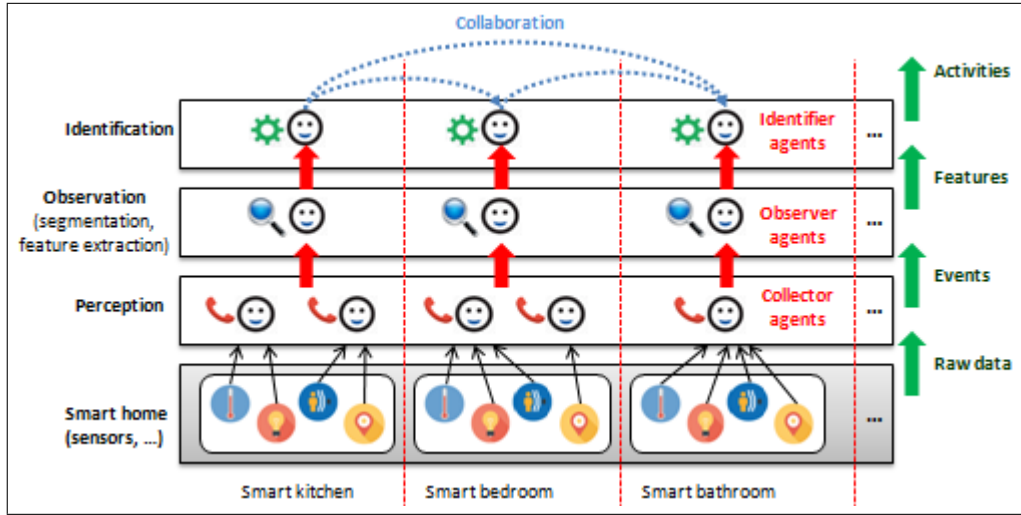 Collaboration
Activities
Identification
Identifier
agents
...
Features
Observation
(segmentation,
feature extraction)
Observer
agents
...
Events
Perception
Collector
agents
...
Raw data
Smart home
(sensors, ...)
...
Smart kitchen
Smart bedroom
Smart bathroom